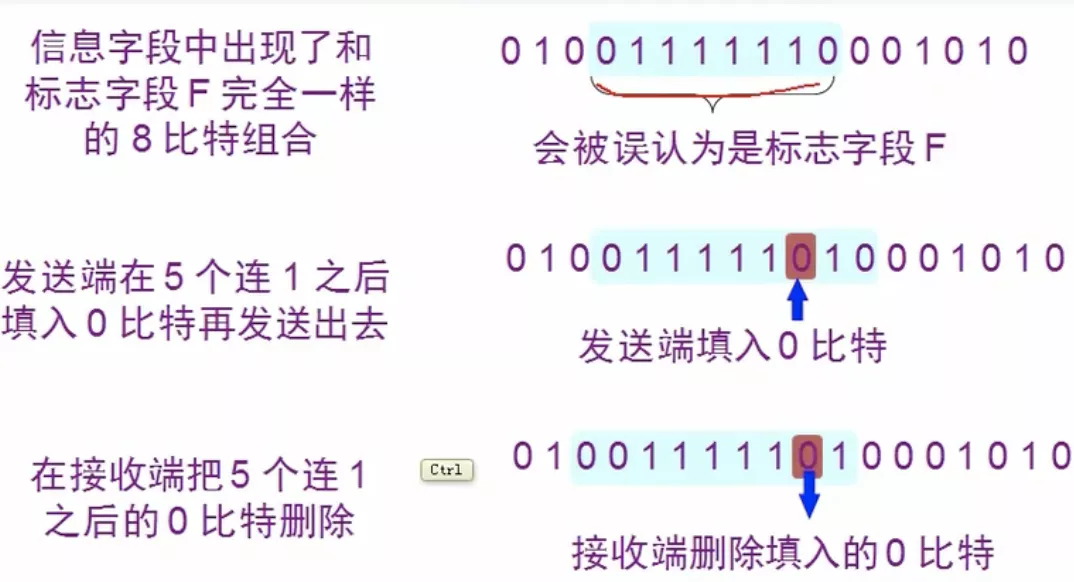 信息字段中出现了和
标志字段 F 完全一样
的 8 比特组合
0 1 0 0 1 1 1 1 1 1 0 0 0 1 0 1 0
会被误认为是标志字段 F
发送端在 5 个连 1 之后
填入 0 比特再发送出去
0 1 0 0 1 1 1 1 1 0 1 0 0 0 1 0 1 0
发送端填入 0 比特
在接收端把 5 个连 1
之后的 0 比特删除
Ctrl
0 1 0 0 1 1 1 1 1 0 1 0 0 0 1 0 1 0
接收端删除填入的 0 比特